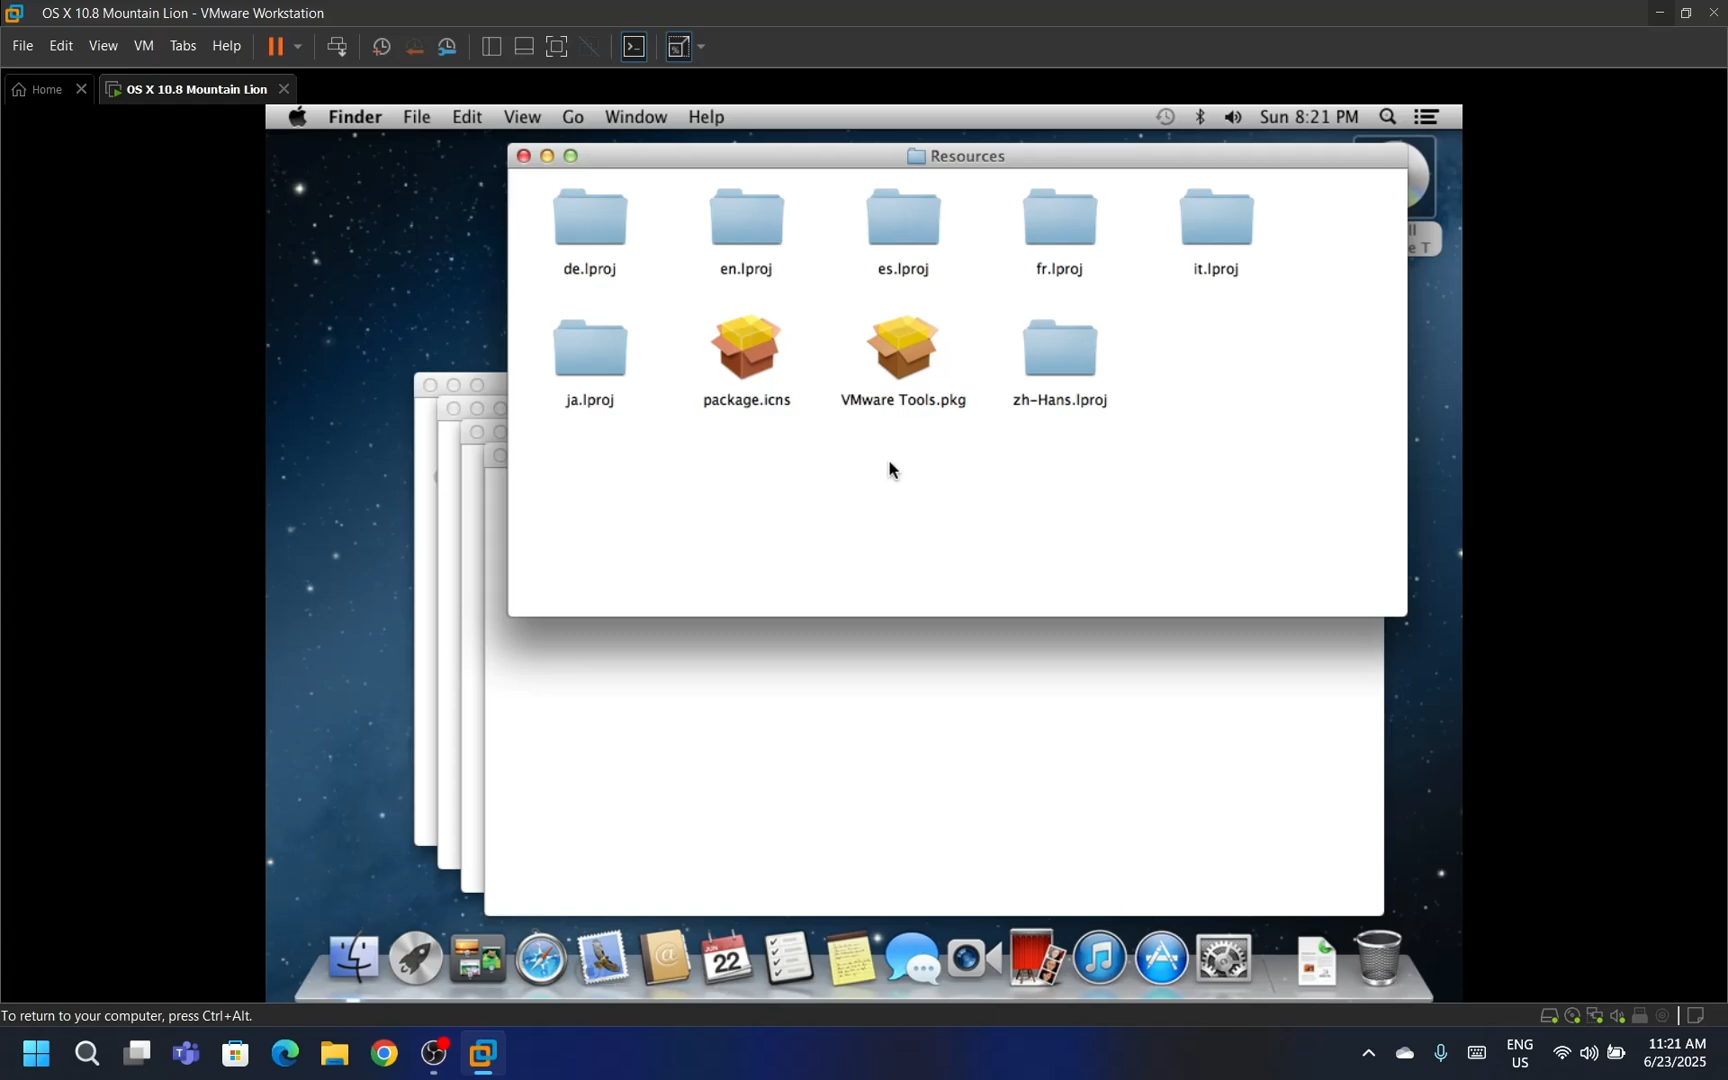 OS X 10.8 Mountain Lion - VMware Workstation
File Edit View VM Tabs Help
Home
OS X 10.8 Mountain Lion
Finder File Edit View Go Window Help
Sun 8:21 PM
Resources
de.lproj en.lproj es.lproj fr.lproj it.lproj
ja.lproj package.icns VMware Tools.pkg zh-Hans.lproj
JUN
22
To return to your computer, press Ctrl+Alt.
ENG
US
11:21 AM
6/23/2025